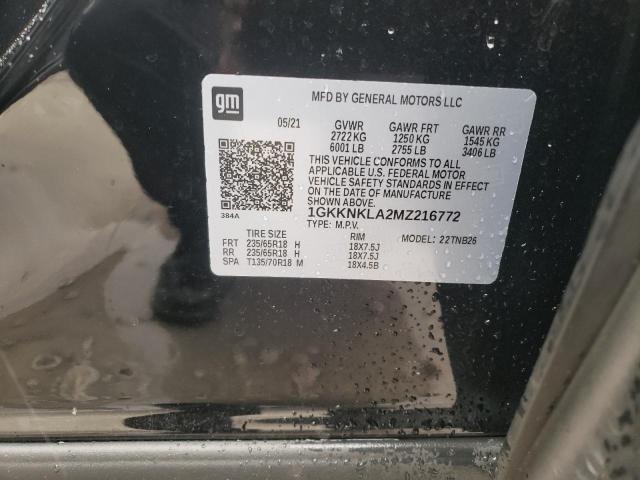 gm
MFD BY GENERAL MOTORS LLC
05/21 GVWR GAWR FRT GAWR RR
2722 KG 1250 KG 1545 KG
6001 LB 2755 LB 3406 LB
THIS VEHICLE CONFORMS TO ALL
APPLICABLE U.S. FEDERAL MOTOR
VEHICLE SAFETY STANDARDS IN EFFECT
ON THE DATE OF MANUFACTURE
SHOWN ABOVE.
384A
1GKKNKLA2MZ216772
TYPE: M.P.V. MODEL: 22TNB26
TIRE SIZE RIM
FRT 235/65R18 H 18X7.5J
RR 235/65R18 H 18X7.5J
SPA T135/70R18 M 18X4.5B